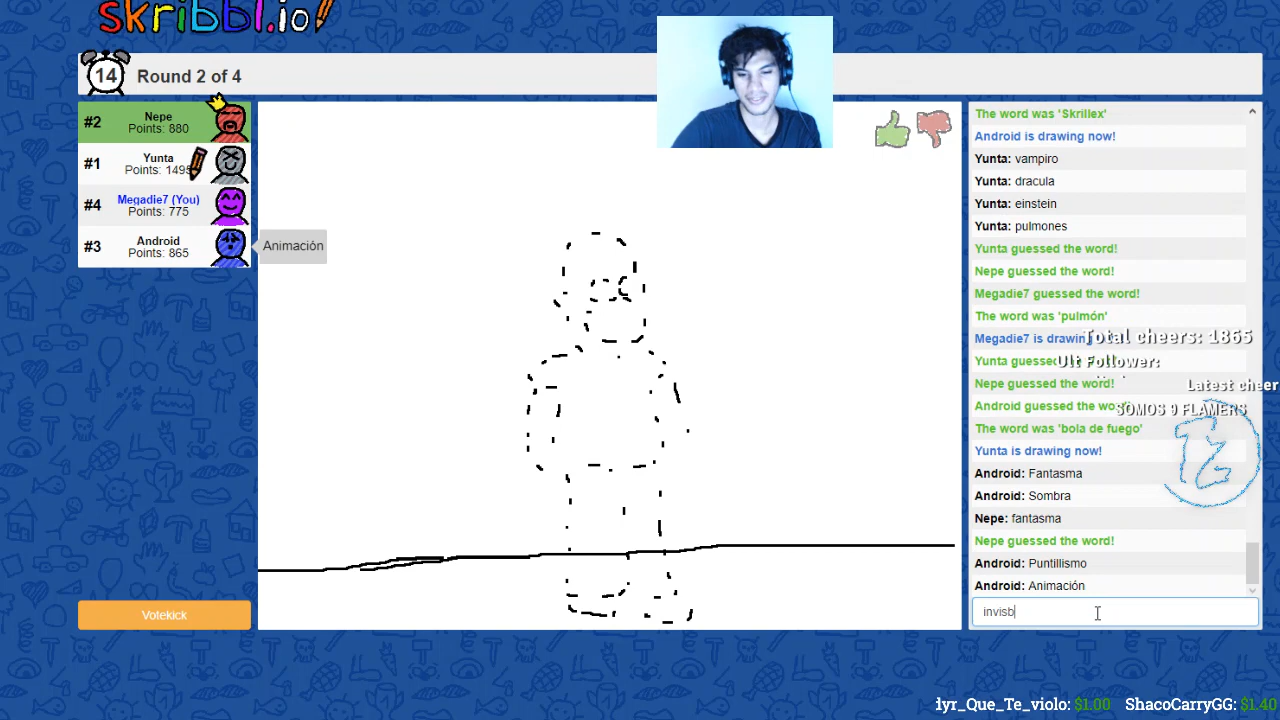 skribbl.io
14
Round 2 of 4
#2
Nepe
Points: 880
#1
Yunta
Points: 1495
#4
Megadie7 (You)
Points: 775
#3
Android
Points: 865
Animación
Votekick
The word was 'Skrillex'
Android is drawing now!
Yunta: vampiro
Yunta: dracula
Yunta: einstein
Yunta: pulmones
Yunta guessed the word!
Nepe guessed the word!
Megadie7 guessed the word!
The word was 'pulmón'
Total cheers: 1865
Megadie7 is drawing
Yunta guessed
Ult Follower:
Nepe guessed the word!
Latest cheer
Android guessed the wo
SOMOS 9 FLAMERS
The word was 'bola de fuego'
Yunta is drawing now!
Android: Fantasma
Android: Sombra
Nepe: fantasma
Nepe guessed the word!
Android: Puntillismo
Android: Animación
invisb
lyr_Que_Te_violo: $1.00 ShacoCarryGG: $1.40